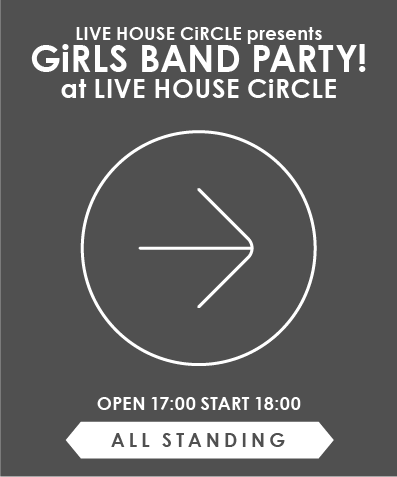 LIVE HOUSE CiRCLE presents
GiRLS BAND PARTY!
at LIVE HOUSE CiRCLE
OPEN 17:00 START 18:00
ALL STANDING